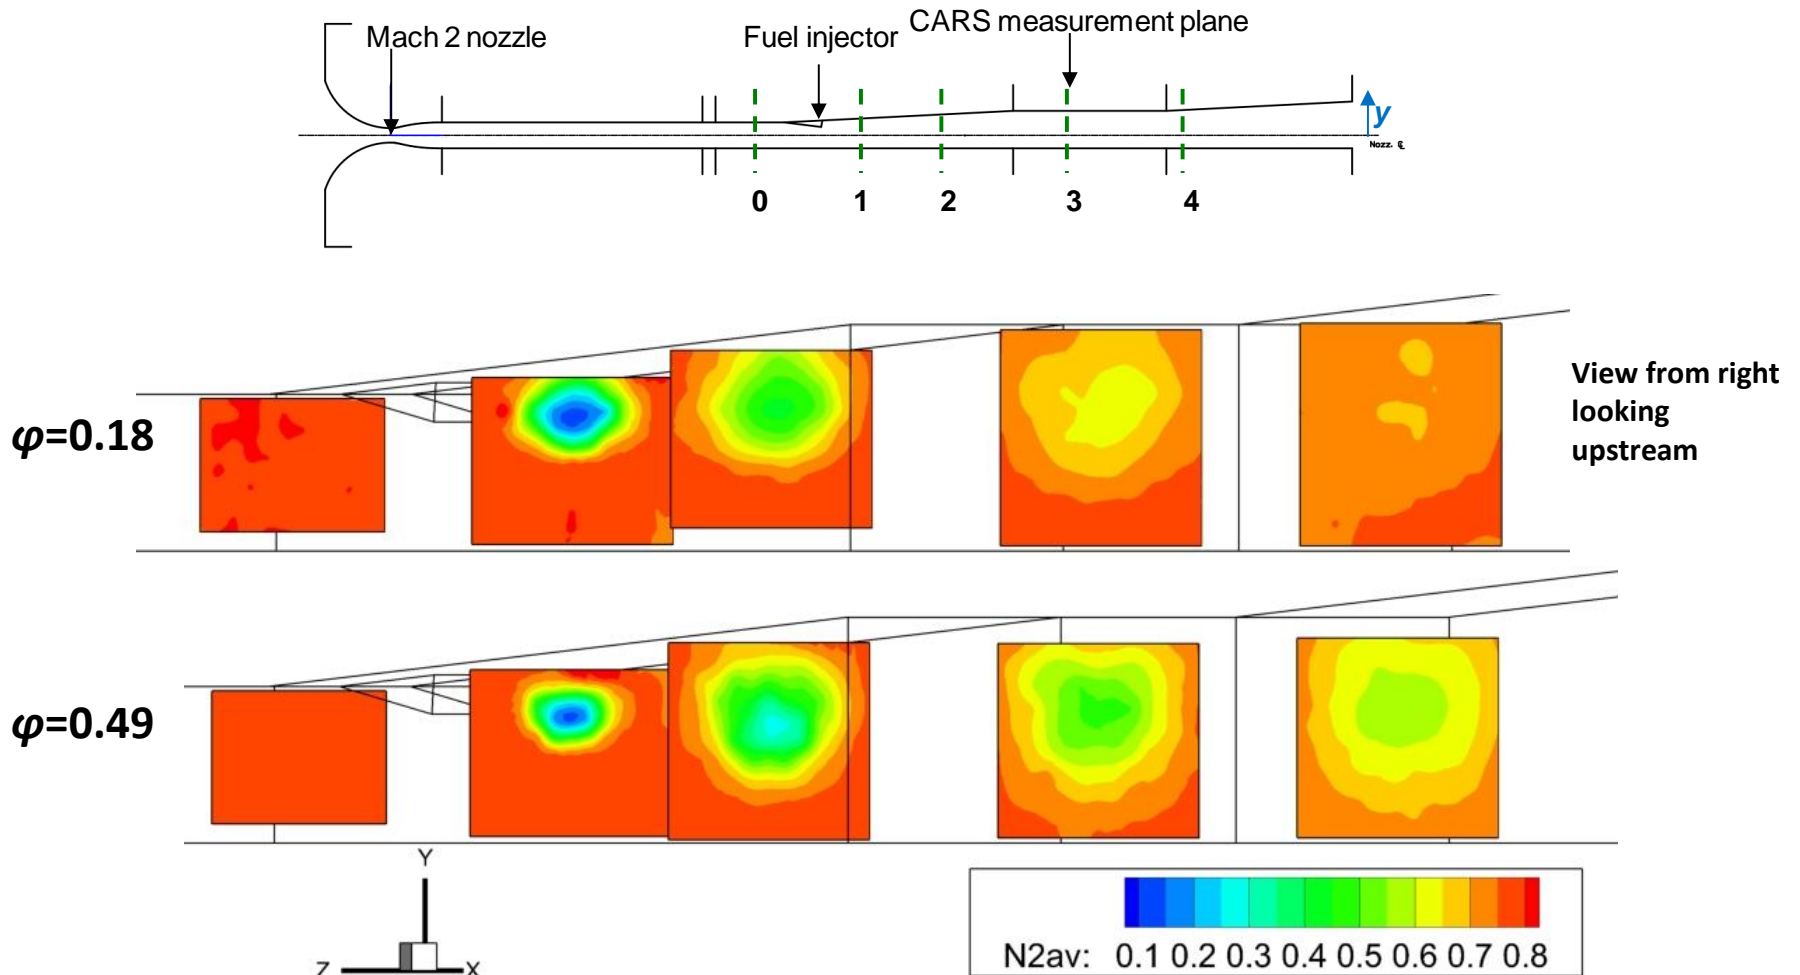 Mach 2 nozzle
Fuel injector
CARS measurement plane
y
Nozz. ℄
0 1 2 3 4
φ=0.18
View from right
looking
upstream
φ=0.49
Y
Z X
N2av: 0.1 0.2 0.3 0.4 0.5 0.6 0.7 0.8